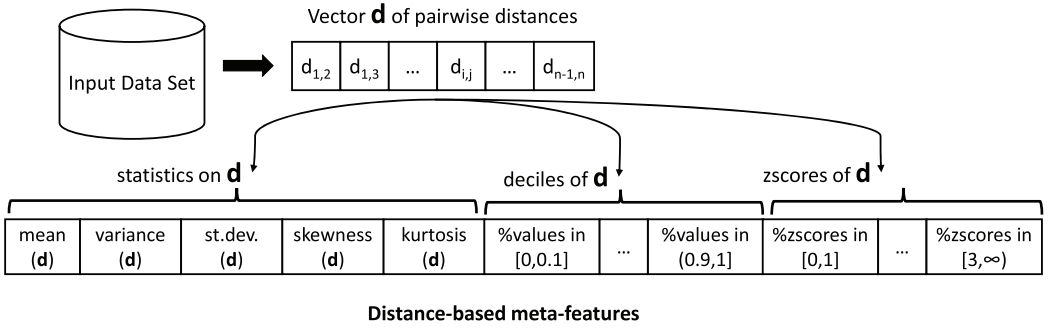 Vector d of pairwise distances
Input Data Set
d1,2 d1,3 ... di,j ... dn-1,n
statistics on d
deciles of d
zscores of d
mean (d)
variance (d)
st.dev. (d)
skewness (d)
kurtosis (d)
%values in [0,0.1]
...
%values in (0.9,1]
%zscores in [0,1]
...
%zscores in [3,∞)
Distance-based meta-features